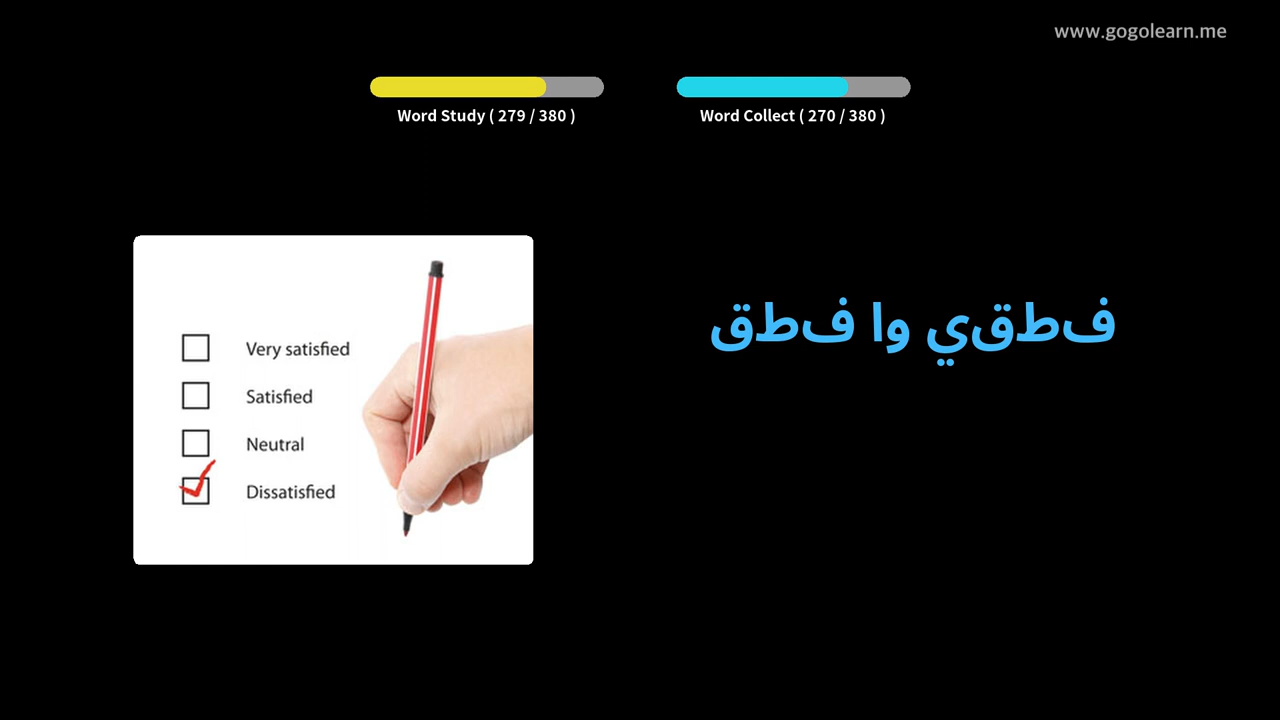 www.gogolearn.me
Word Study ( 279 / 380 )
Word Collect ( 270 / 380 )
Very satisfied
Satisfied
Neutral
Dissatisfied
فطقي وا فطق